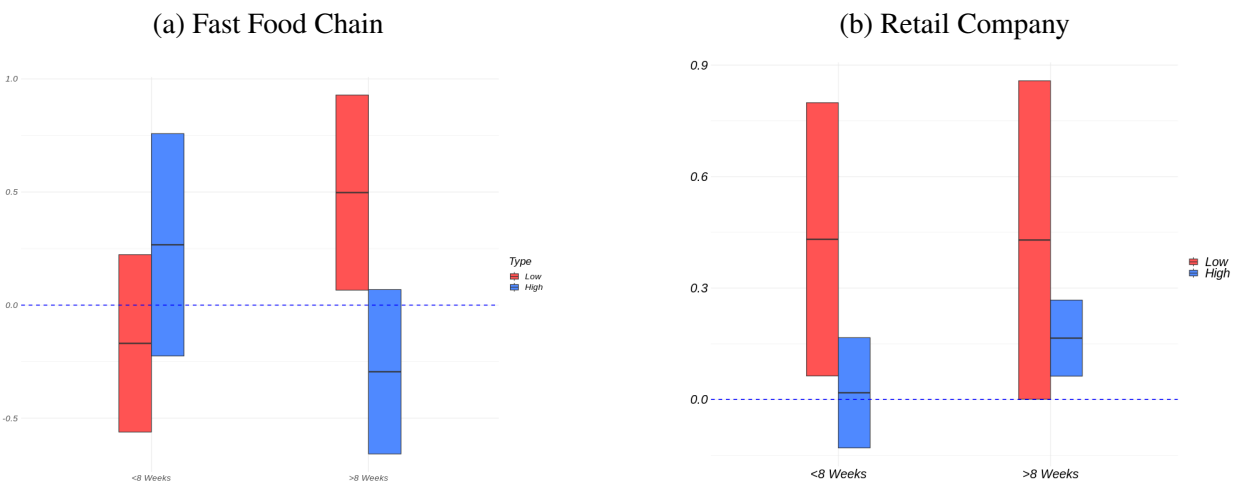 (a) Fast Food Chain
1.0
0.5
0.0
-0.5
<8 Weeks
>8 Weeks
Type
Low
High
(b) Retail Company
0.9
0.6
0.3
0.0
<8 Weeks
>8 Weeks
Low
High